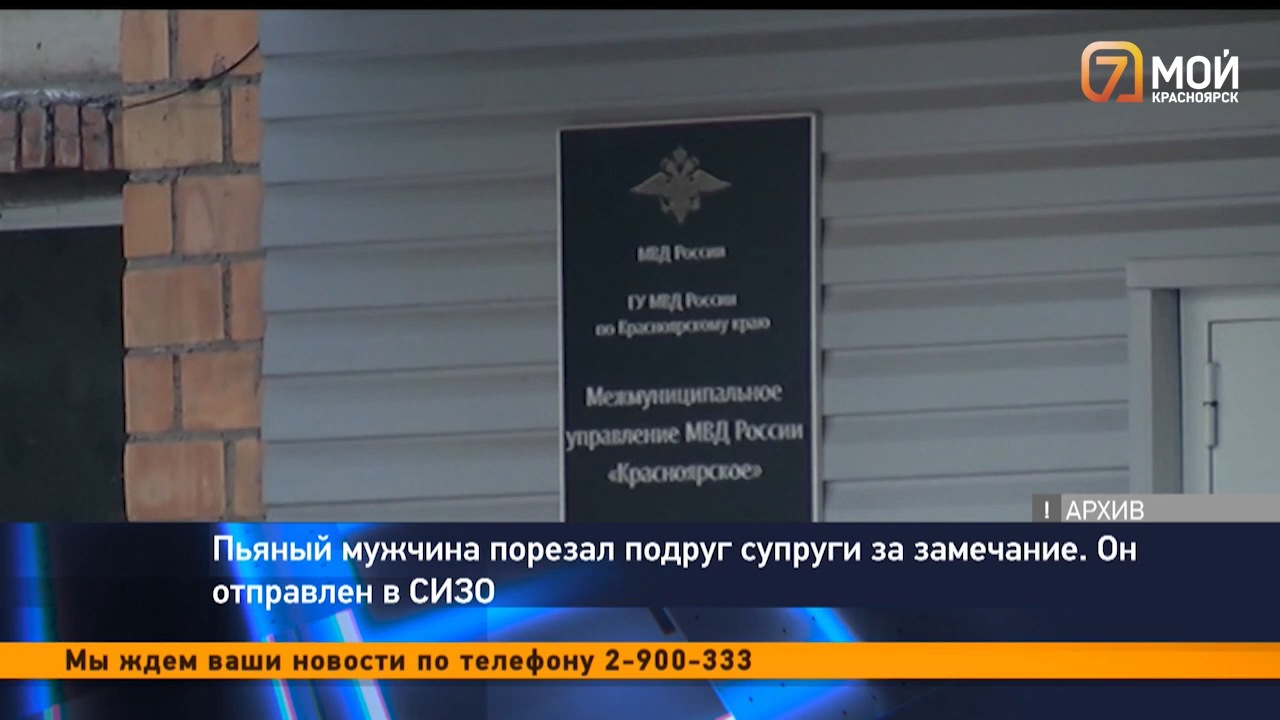 7 МОЙ
КРАСНОЯРСК
МВД России
ГУ МВД России
по Красноярскому краю
Межмуниципальное
управление МВД России
«Красноярское»
! АРХИВ
Пьяный мужчина порезал подруг супруги за замечание. Он
отправлен в СИЗО
Мы ждем ваши новости по телефону 2-900-333